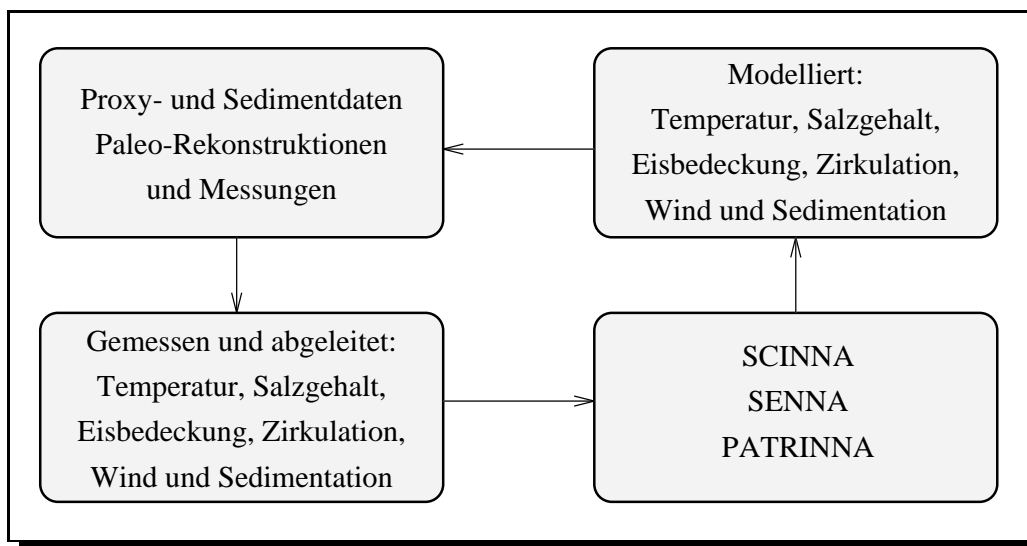 Proxy- und Sedimentdaten
Paleo-Rekonstruktionen
und Messungen
Modelliert:
Temperatur, Salzgehalt,
Eisbedeckung, Zirkulation,
Wind und Sedimentation
Gemessen und abgeleitet:
Temperatur, Salzgehalt,
Eisbedeckung, Zirkulation,
Wind und Sedimentation
SCINNA
SENNA
PATRINNA